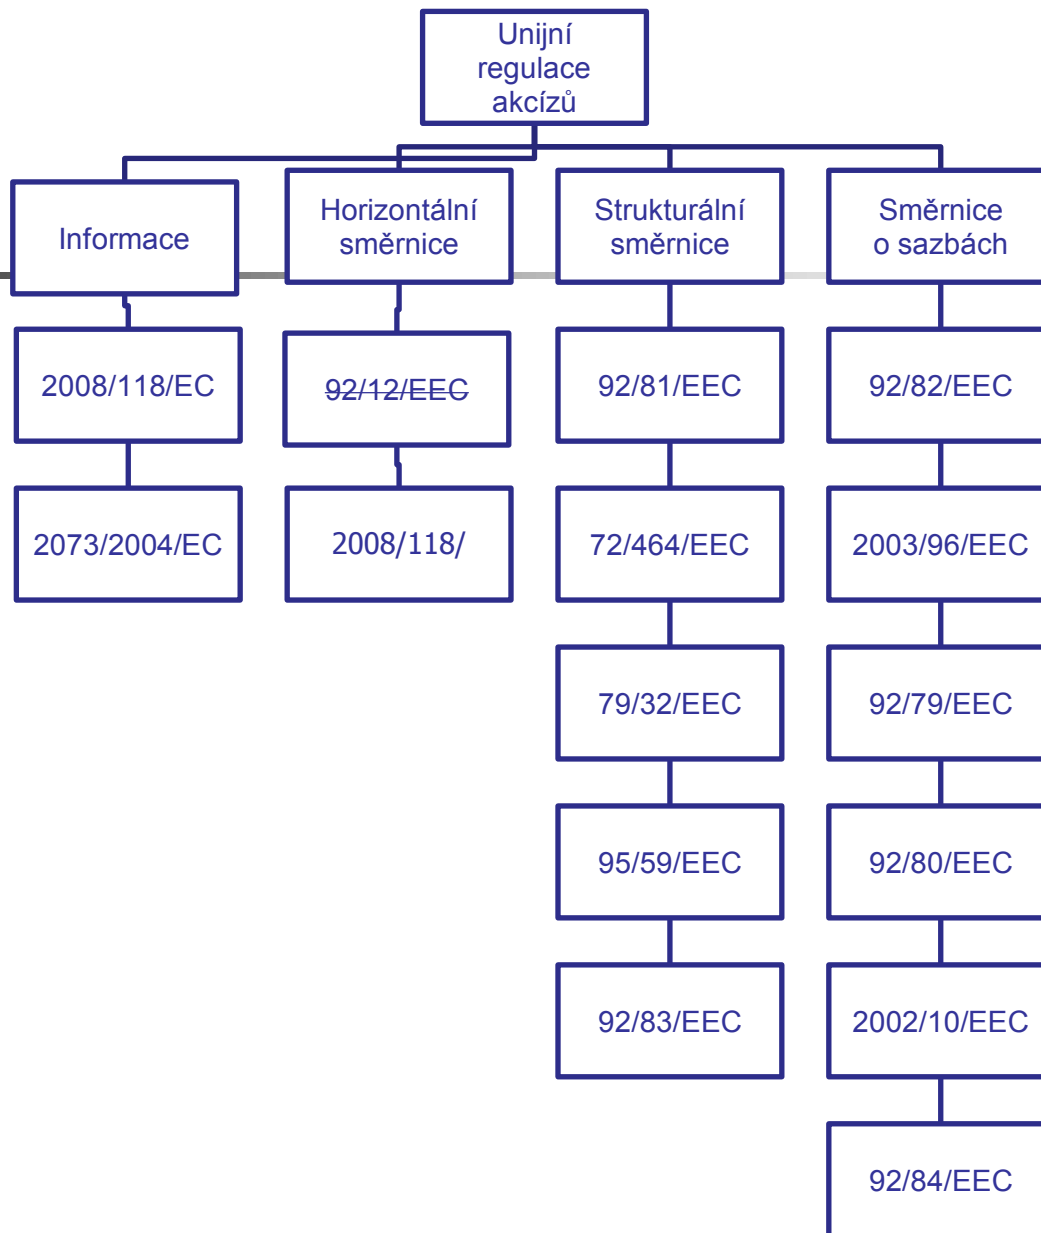 Unijní
regulace
akcízů
Informace
Horizontální
směrnice
Strukturální
směrnice
Směrnice
o sazbách
2008/118/EC
92/12/EEC
92/81/EEC
92/82/EEC
2073/2004/EC
2008/118/
72/464/EEC
2003/96/EEC
79/32/EEC
92/79/EEC
95/59/EEC
92/80/EEC
92/83/EEC
2002/10/EEC
92/84/EEC